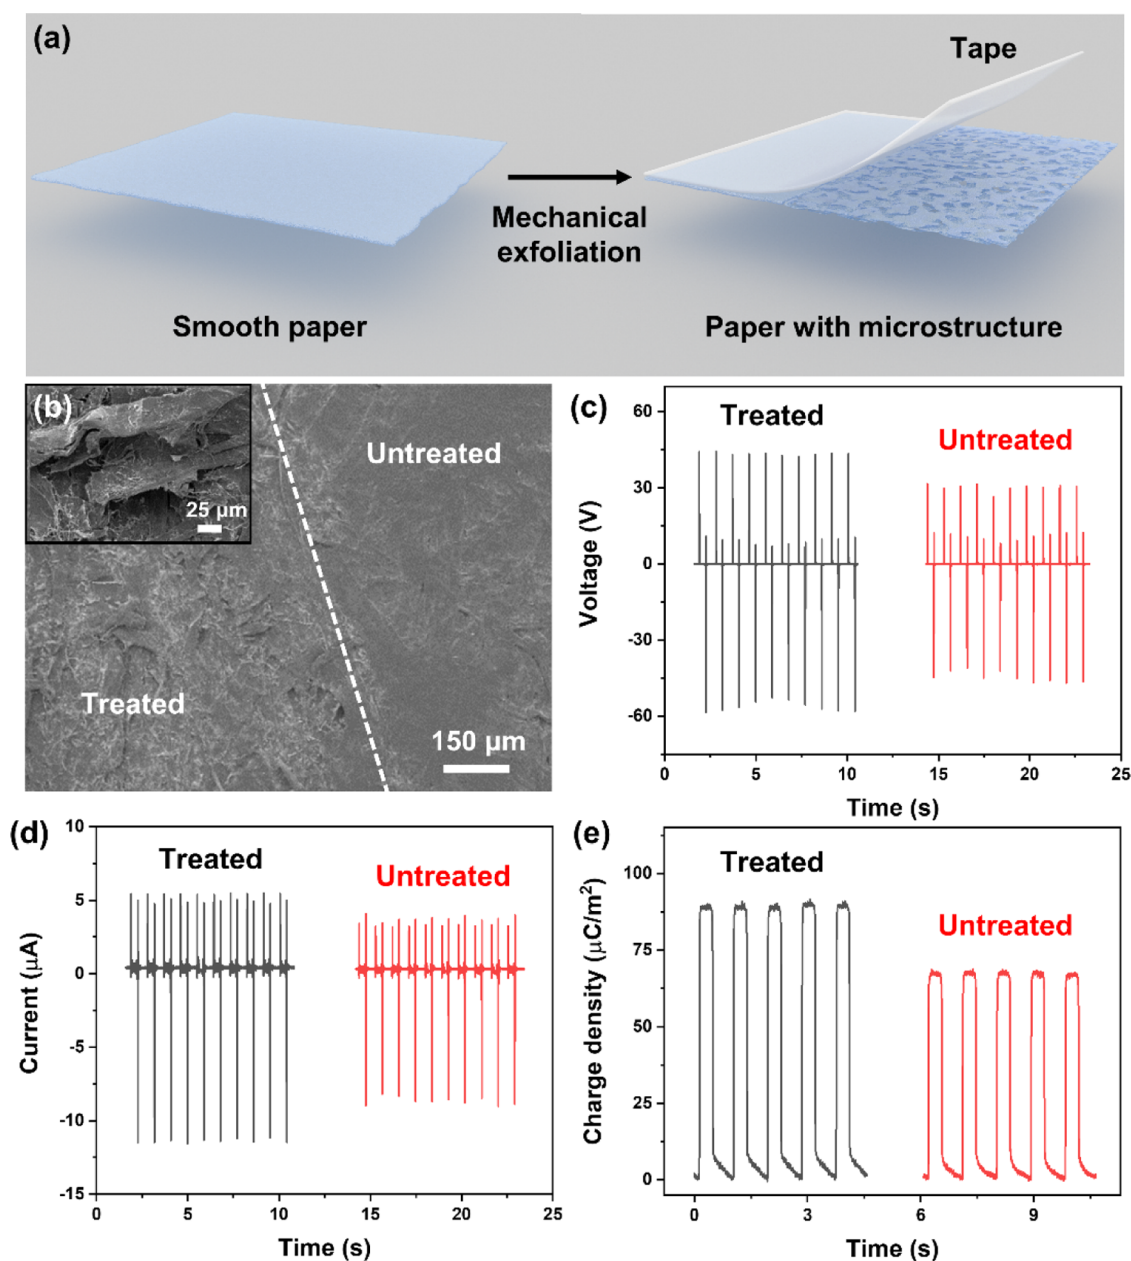 (a)
Tape
Mechanical
exfoliation
Smooth paper
Paper with microstructure
(b)
Untreated
25 µm
Treated
150 µm
(c)
Treated
Untreated
Voltage (V)
60
30
0
-30
-60
0
5
10
15
20
25
Time (s)
(d)
Treated
Untreated
Current (µA)
10
5
0
-5
-10
-15
0
5
10
15
20
25
Time (s)
(e)
Treated
Untreated
Charge density (µC/m²)
100
75
50
25
0
0
3
6
9
Time (s)